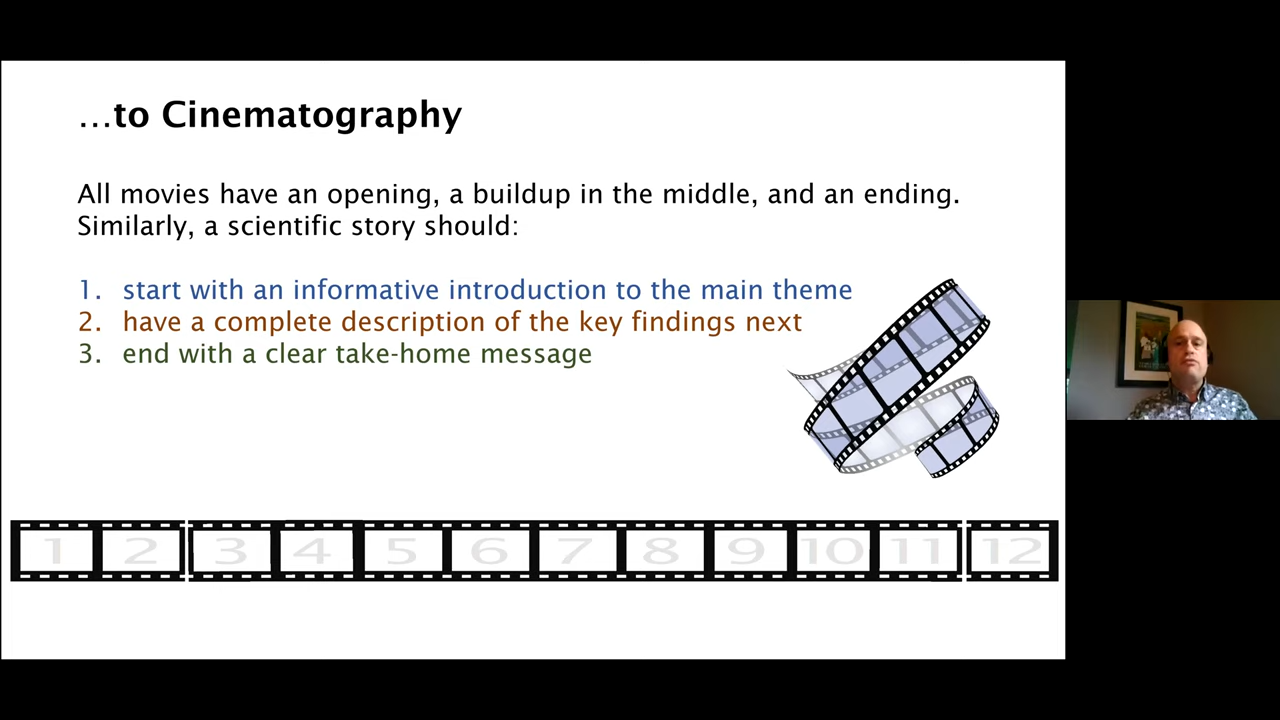 …to Cinematography
All movies have an opening, a buildup in the middle, and an ending.
Similarly, a scientific story should:
1. start with an informative introduction to the main theme
2. have a complete description of the key findings next
3. end with a clear take-home message
1 2 3 4 5 6 7 8 9 10 11 12